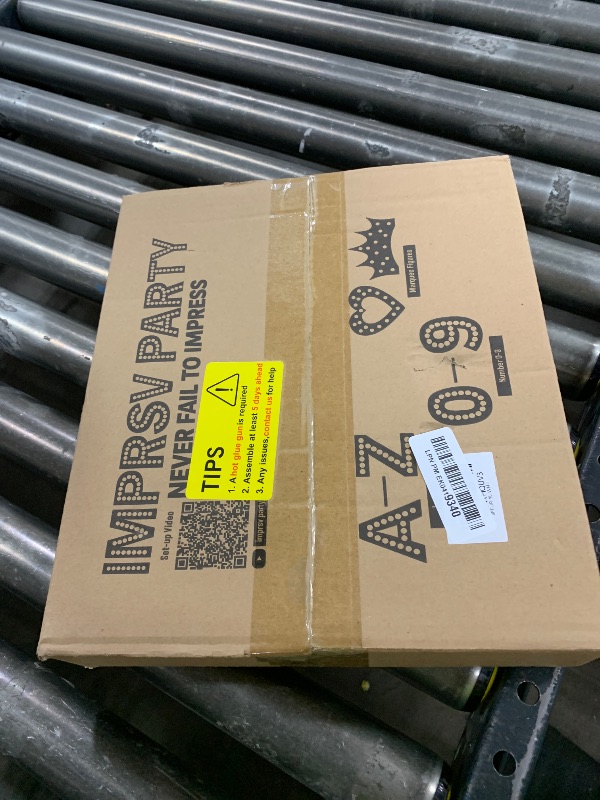 IMPRSV PARTY
NEVER FAIL TO IMPRESS
Set-up Video
imprsv party
TIPS
1. A hot glue gun is required
2. Assemble at least 5 days ahead
3. Any issues, contact us for help
Marquee Figures
A-Z
0-9
Number 0-9
9340